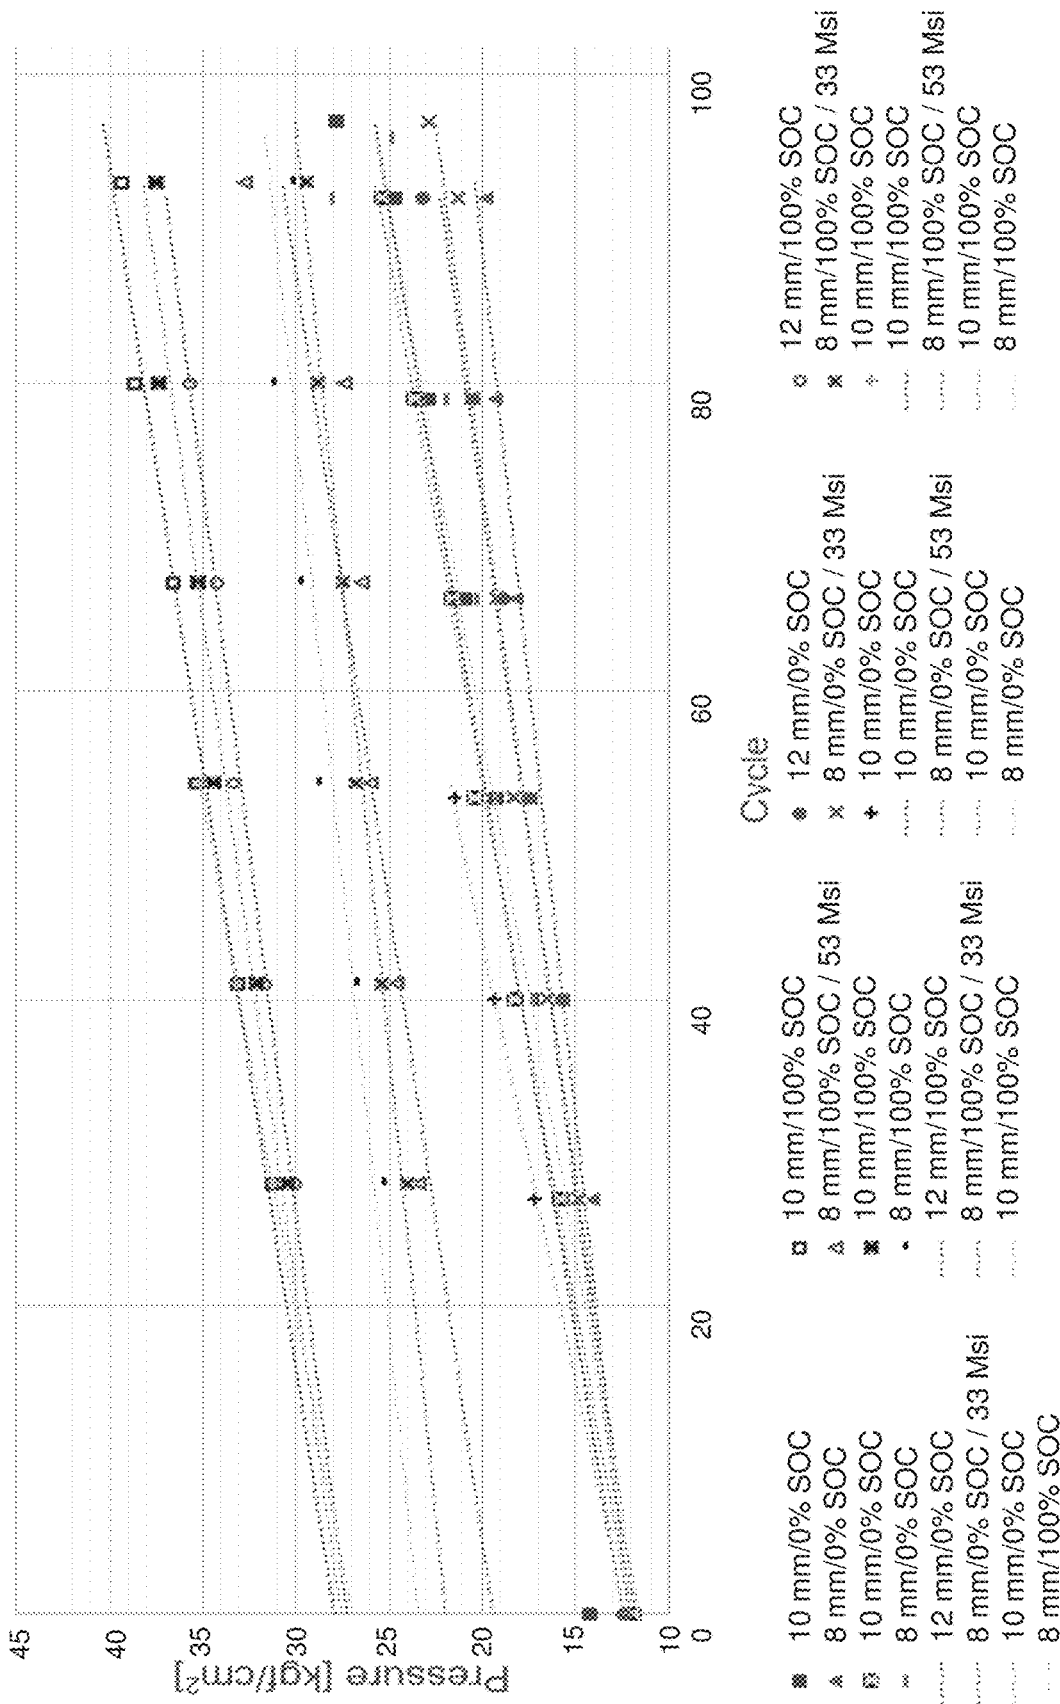 Pressure [kgf/cm²]
45
40
35
30
25
20
15
10
0
20
40
60
80
100
Cycle
10 mm/0% SOC
8 mm/0% SOC
10 mm/0% SOC
8 mm/0% SOC
12 mm/0% SOC
8 mm/0% SOC / 33 Msi
10 mm/0% SOC
8 mm/100% SOC
10 mm/100% SOC
8 mm/100% SOC / 53 Msi
10 mm/100% SOC
8 mm/100% SOC
12 mm/100% SOC
8 mm/100% SOC / 33 Msi
10 mm/100% SOC
12 mm/0% SOC
8 mm/0% SOC / 33 Msi
10 mm/0% SOC
10 mm/0% SOC
8 mm/0% SOC / 53 Msi
10 mm/0% SOC
8 mm/0% SOC
12 mm/100% SOC
8 mm/100% SOC / 33 Msi
10 mm/100% SOC
10 mm/100% SOC
8 mm/100% SOC / 53 Msi
10 mm/100% SOC
8 mm/100% SOC